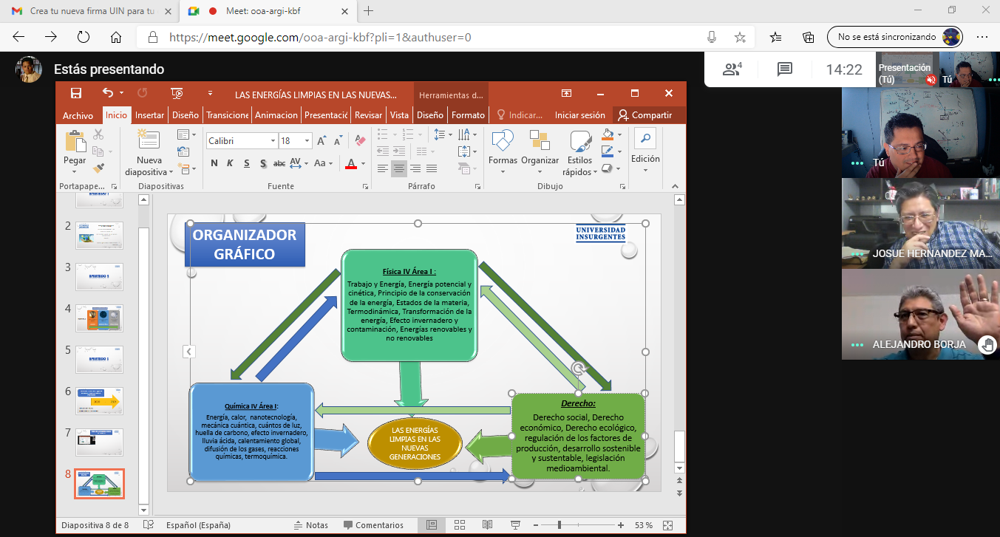 Crea tu nueva firma UIN para tu
Meet: ooa-argi-kbf
https://meet.google.com/ooa-argi-kbf?pli=1&authuser=0
No se está sincronizando
Estás presentando
4
14:22
Presentación
(Tú)
Tú
LAS ENERGÍAS LIMPIAS EN LAS NUEVAS...
Herramientas d...
Archivo
Inicio
Insertar
Diseño
Transicione
Animacion
Presentació
Revisar
Vista
Diseño
Formato
Indicar...
Iniciar sesión
Compartir
Pegar
Nueva
diapositiva
Calibri
18
N K S S abc AV Aa A
Formas
Organizar
Estilos
rápidos
Edición
Portapape...
Diapositivas
Fuente
Párrafo
Dibujo
2
3
4
5
6
7
8
ORGANIZADOR
GRÁFICO
UNIVERSIDAD
INSURGENTES
Física IV Área I :
Trabajo y Energía, Energía potencial y
cinética, Principio de la conservación
de la energía, Estados de la materia,
Termodinámica, Transformación de la
energía, Efecto invernadero y
contaminación, Energías renovables y
no renovables
Química IV Área I:
Energía, calor, nanotecnología,
mecánica cuántica, cuántos de luz,
huella de carbono, efecto invernadero,
lluvia ácida, calentamiento global,
difusión de los gases, reacciones
químicas, termoquímica.
LAS ENERGÍAS
LIMPIAS EN LAS
NUEVAS
GENERACIONES
Derecho:
Derecho social, Derecho
económico, Derecho ecológico,
regulación de los factores de
producción, desarrollo sostenible
y sustentable, legislación
medioambiental.
Tú
JOSUE HERNANDEZ MA...
ALEJANDRO BORJA
Diapositiva 8 de 8
Español (España)
Notas
Comentarios
53 %